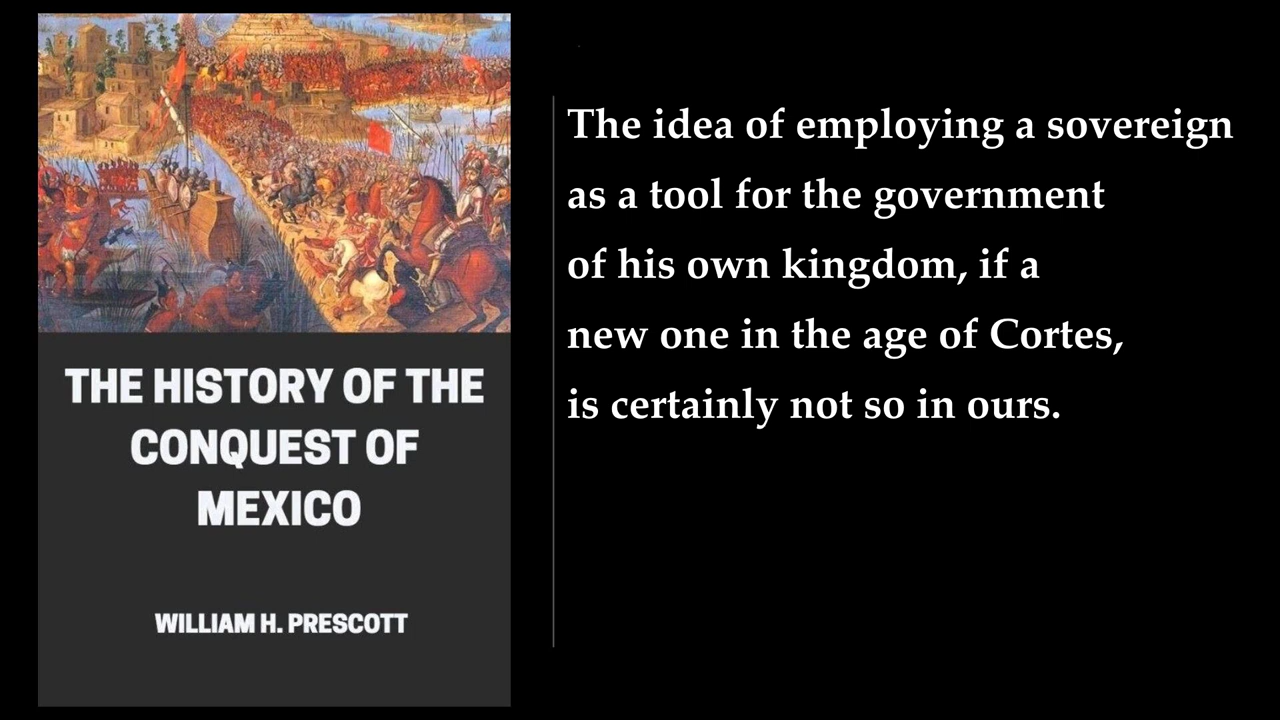 THE HISTORY OF THE
CONQUEST OF
MEXICO
WILLIAM H. PRESCOTT
The idea of employing a sovereign
as a tool for the government
of his own kingdom, if a
new one in the age of Cortes,
is certainly not so in ours.